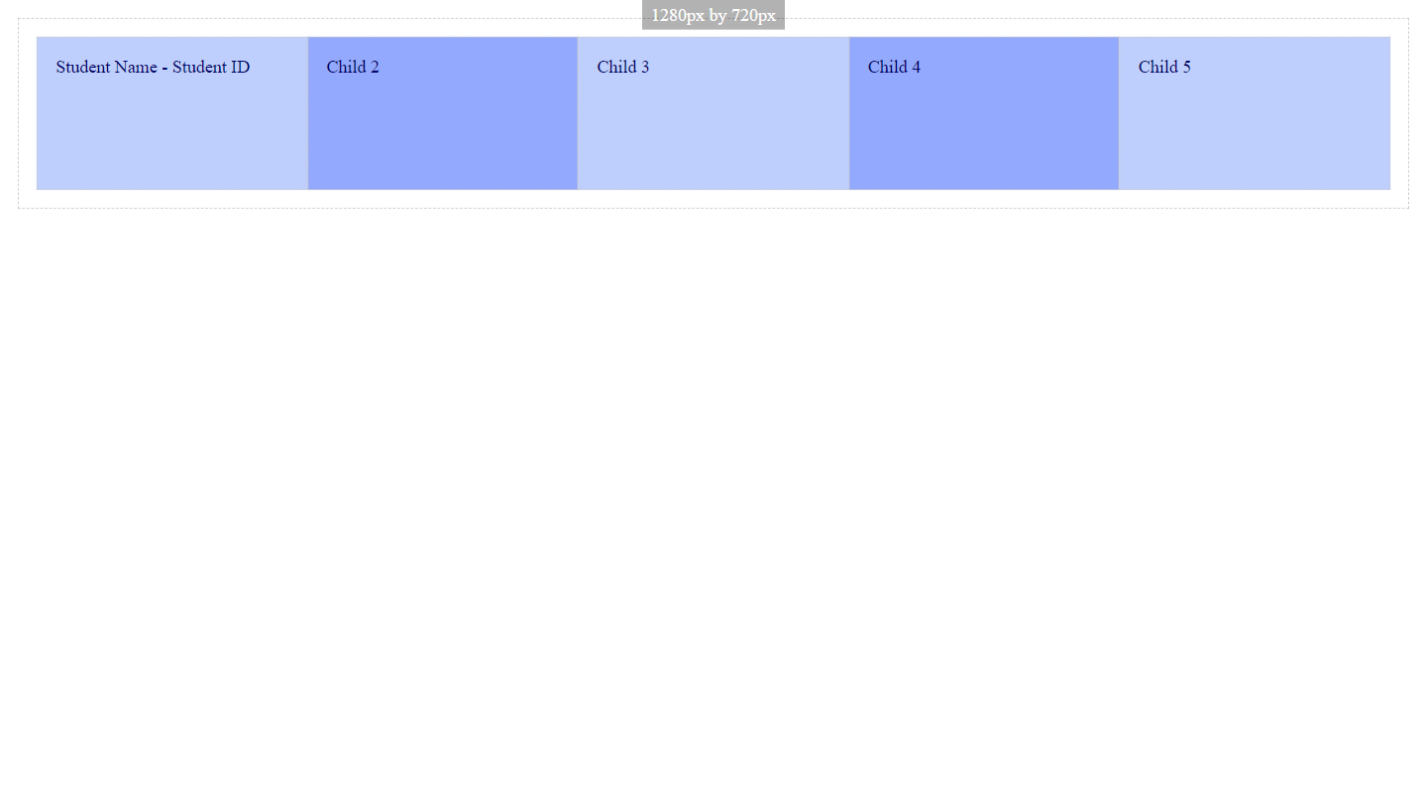 1280px by 720px
Student Name - Student ID
Child 2
Child 3
Child 4
Child 5